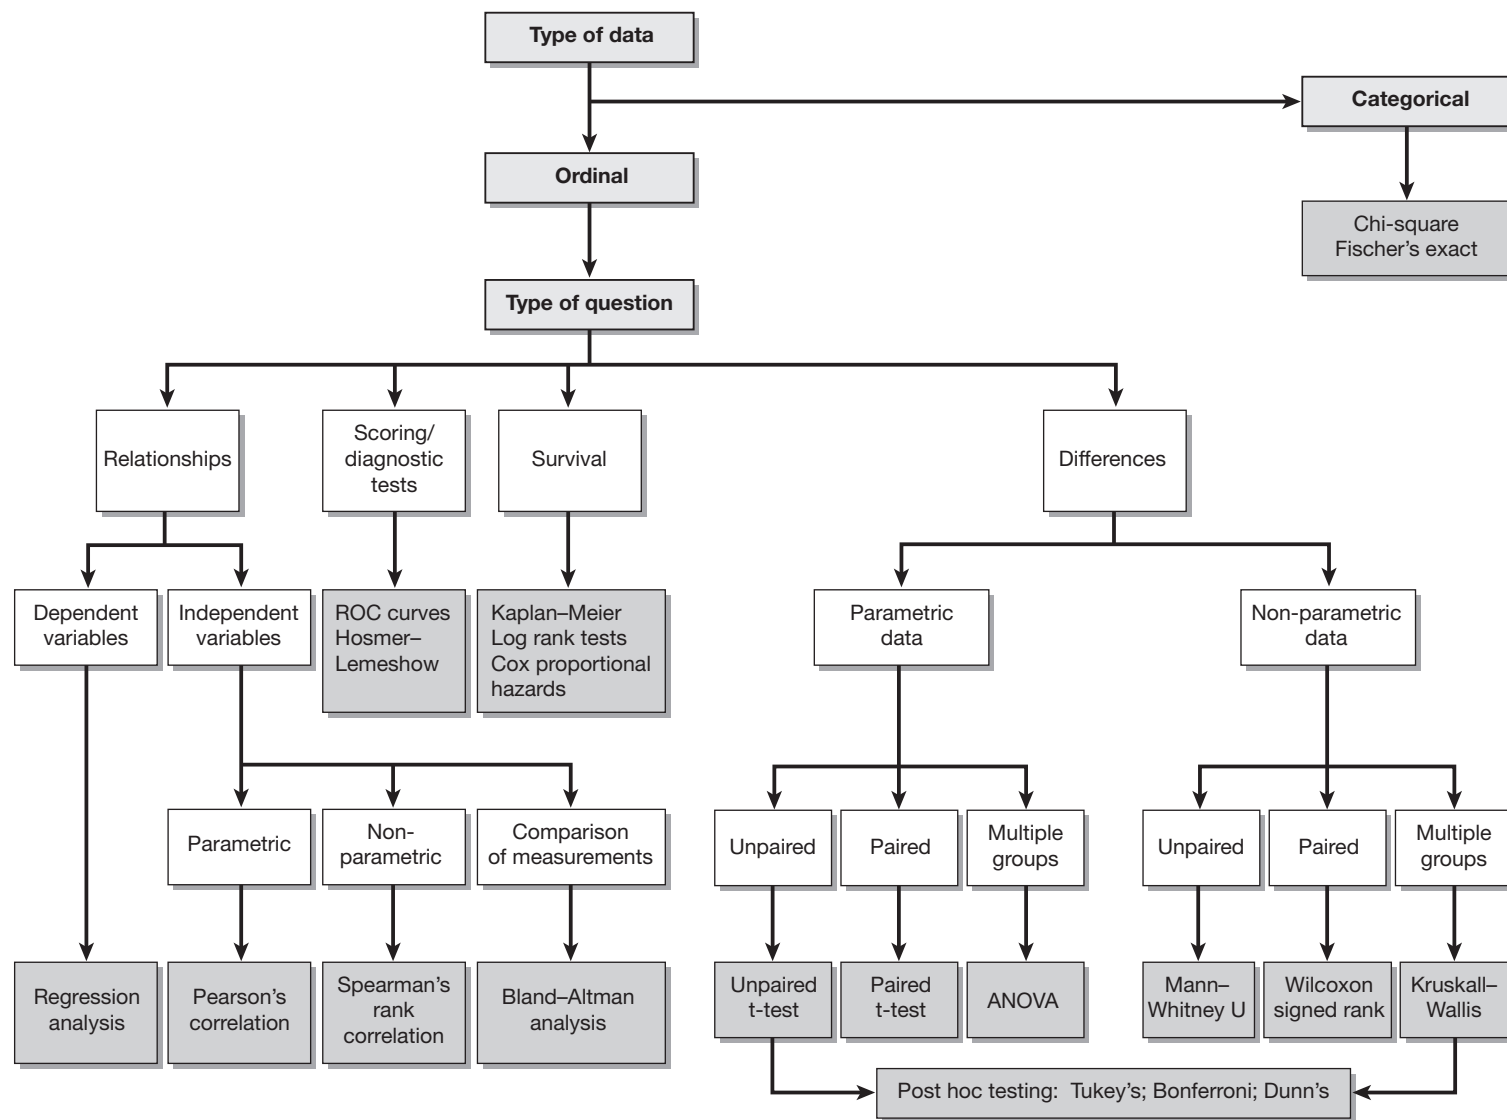 Type of data
Categorical
Ordinal
Chi-square
Fischer’s exact
Type of question
Relationships
Scoring/
diagnostic
tests
Survival
Differences
Dependent
variables
Independent
variables
ROC curves
Hosmer–
Lemeshow
Kaplan–Meier
Log rank tests
Cox proportional
hazards
Parametric
data
Non-parametric
data
Parametric
Non-
parametric
Comparison
of measurements
Unpaired
Paired
Multiple
groups
Unpaired
Paired
Multiple
groups
Regression
analysis
Pearson’s
correlation
Spearman’s
rank
correlation
Bland–Altman
analysis
Unpaired
t-test
Paired
t-test
ANOVA
Mann–
Whitney U
Wilcoxon
signed rank
Kruskall–
Wallis
Post hoc testing: Tukey’s; Bonferroni; Dunn’s